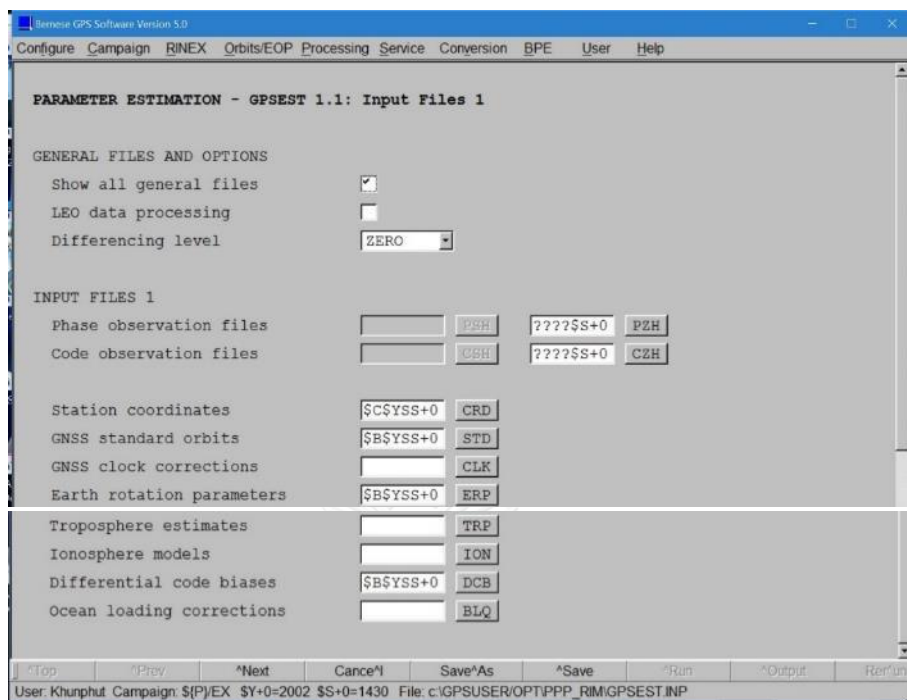 Bernese GPS Software Version 5.0
Configure Campaign RINEX Orbits/EOP Processing Service Conversion BPE User Help
PARAMETER ESTIMATION - GPSEST 1.1: Input Files 1
GENERAL FILES AND OPTIONS
Show all general files
LEO data processing
Differencing level ZERO
INPUT FILES 1
Phase observation files PSH ????$S+0 PZH
Code observation files CSH ????$S+0 CZH
Station coordinates $C$YSS+0 CRD
GNSS standard orbits $B$YSS+0 STD
GNSS clock corrections CLK
Earth rotation parameters $B$YSS+0 ERP
Troposphere estimates TRP
Ionosphere models ION
Differential code biases $B$YSS+0 DCB
Ocean loading corrections BLQ
^Top ^Prev ^Next Cance^l Save^As ^Save ^Run ^Output Rer^un
User: Khunphut Campaign: ${P}/EX $Y+0=2002 $S+0=1430 File: c:\GPSUSER/OPT\PPP_RIM\GPSEST.INP